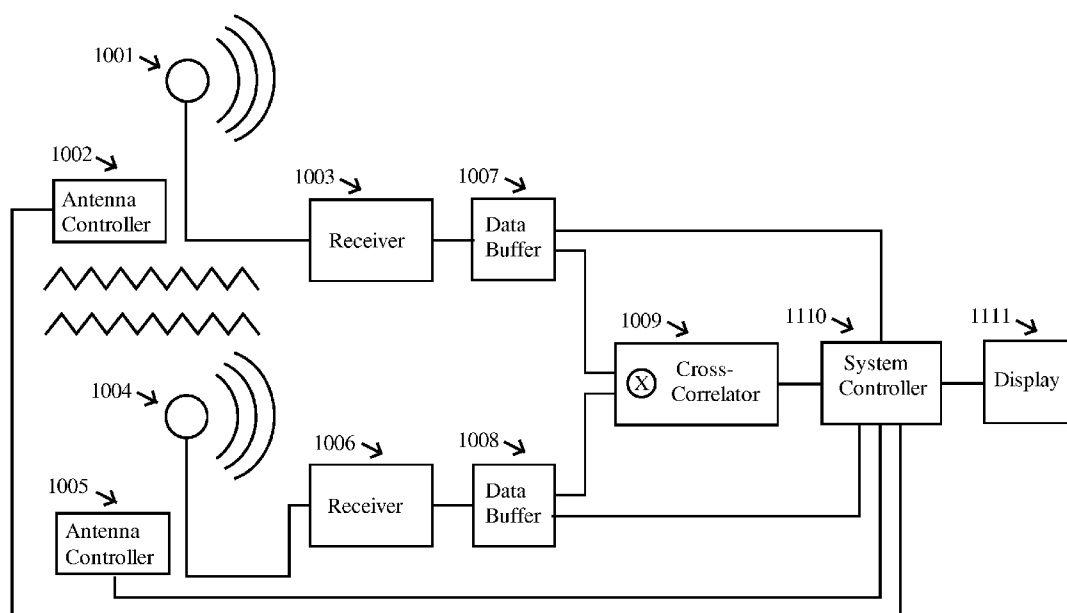 1001
1002
Antenna
Controller
1003
Receiver
1007
Data
Buffer
1009
X
Cross-
Correlator
1110
System
Controller
1111
Display
1004
1005
Antenna
Controller
1006
Receiver
1008
Data
Buffer